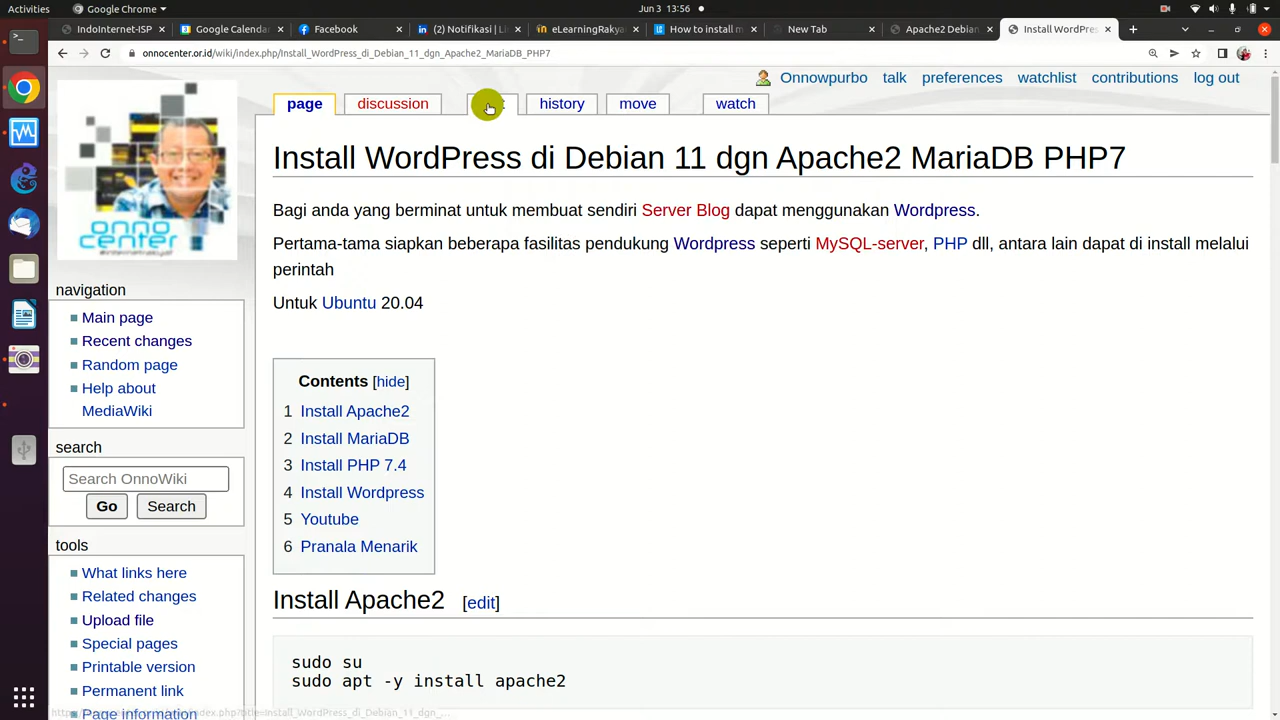 Activities
Google Chrome
Jun 3 13:56
IndoInternet-ISP
Google Calenda
Facebook
(2) Notifikasi | Li
eLearningRakya
How to install m
New Tab
Apache2 Debian
Install WordPres
onnocenter.or.id/wiki/index.php/Install_WordPress_di_Debian_11_dgn_Apache2_MariaDB_PHP7
Onnowpurbo talk preferences watchlist contributions log out
page discussion history move watch
onno
center
Install WordPress di Debian 11 dgn Apache2 MariaDB PHP7
Bagi anda yang berminat untuk membuat sendiri Server Blog dapat menggunakan Wordpress.
Pertama-tama siapkan beberapa fasilitas pendukung Wordpress seperti MySQL-server, PHP dll, antara lain dapat di install melalui
perintah
Untuk Ubuntu 20.04
navigation
Main page
Recent changes
Random page
Help about
MediaWiki
search
Search OnnoWiki
Go Search
tools
What links here
Related changes
Upload file
Special pages
Printable version
Permanent link
Page information
Contents [hide]
1 Install Apache2
2 Install MariaDB
3 Install PHP 7.4
4 Install Wordpress
5 Youtube
6 Pranala Menarik
Install Apache2 [edit]
sudo su
sudo apt -y install apache2